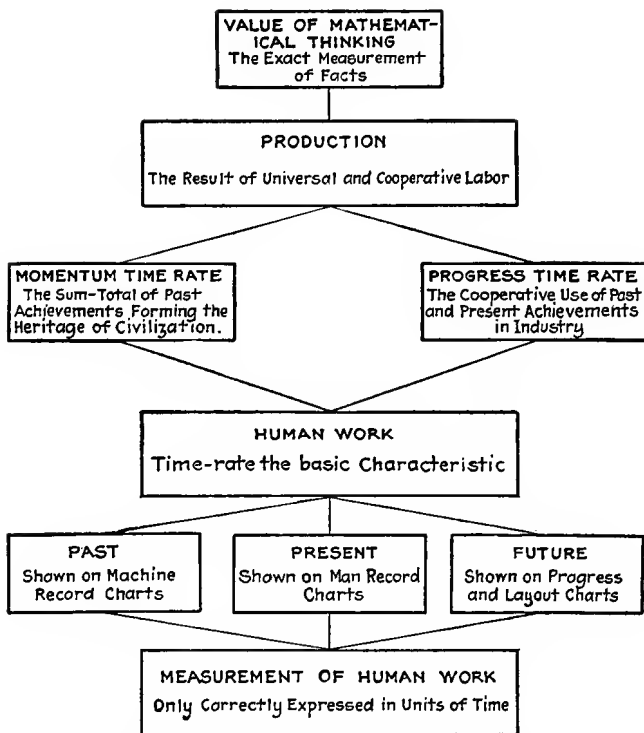 VALUE OF MATHEMAT-
ICAL THINKING
The Exact Measurement
of Facts
PRODUCTION
The Result of Universal and Cooperative Labor
MOMENTUM TIME RATE
The Sum-Total of Past
Achievements Forming the
Heritage of Civilization.
PROGRESS TIME RATE
The Cooperative Use of Past
and Present Achievements
in Industry
HUMAN WORK
Time-rate the basic Characteristic
PAST
Shown on Machine
Record Charts
PRESENT
Shown on Man Record
Charts
FUTURE
Shown on Progress
and Layout Charts
MEASUREMENT OF HUMAN WORK
Only Correctly Expressed in Units of Time